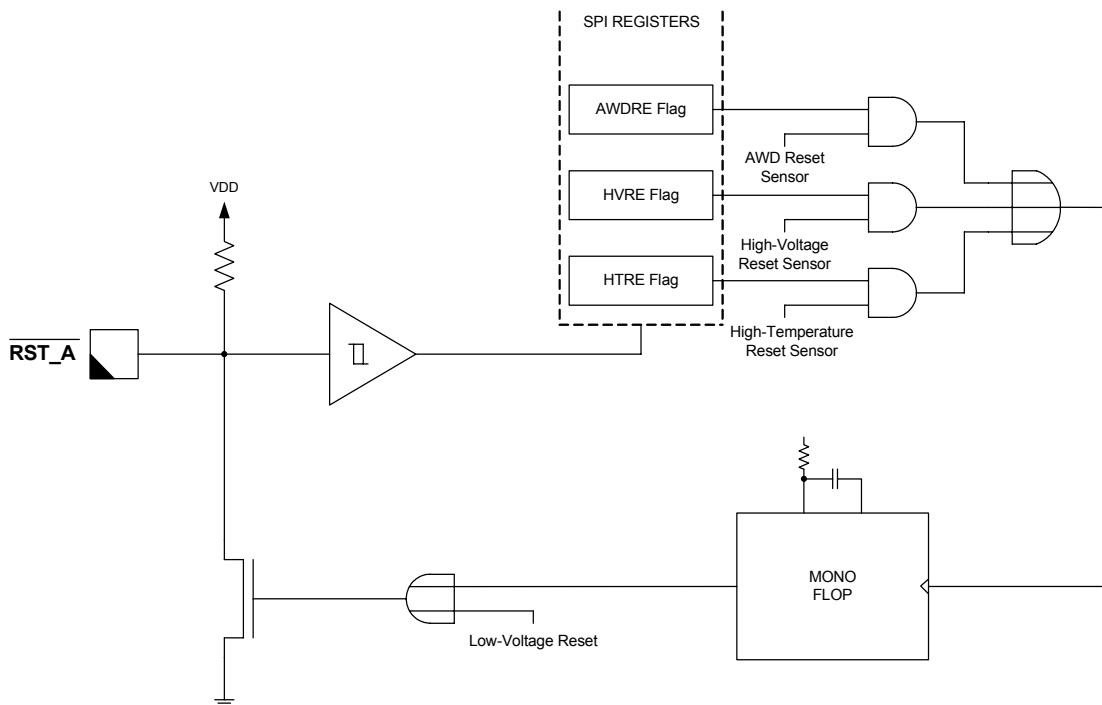 SPI REGISTERS
AWDRE Flag
AWD Reset
Sensor
VDD
HVRE Flag
High-Voltage
Reset Sensor
HTRE Flag
High-Temperature
Reset Sensor
RST_A
MONO
FLOP
Low-Voltage Reset